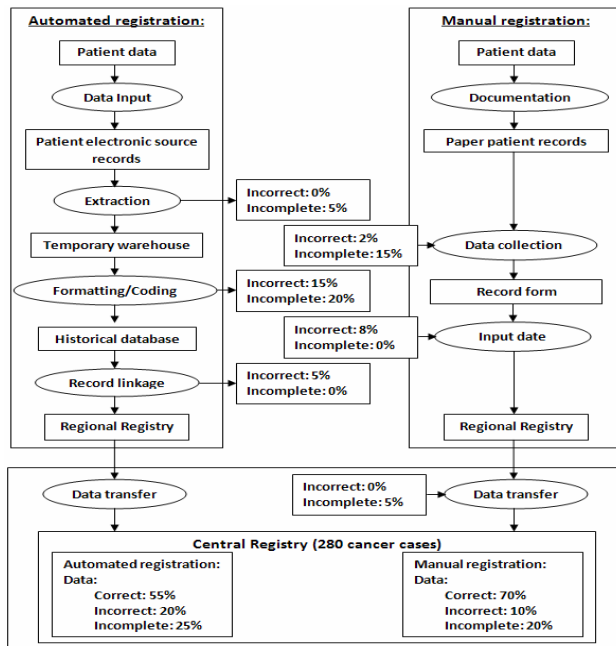 Automated registration:
Patient data
Data Input
Patient electronic source
records
Extraction
Incorrect: 0%
Incomplete: 5%
Temporary warehouse
Formatting/Coding
Incorrect: 15%
Incomplete: 20%
Historical database
Record linkage
Incorrect: 5%
Incomplete: 0%
Regional Registry
Manual registration:
Patient data
Documentation
Paper patient records
Incorrect: 2%
Incomplete: 15%
Data collection
Record form
Incorrect: 8%
Incomplete: 0%
Input date
Regional Registry
Data transfer
Incorrect: 0%
Incomplete: 5%
Data transfer
Central Registry (280 cancer cases)
Automated registration:
Data:
Correct: 55%
Incorrect: 20%
Incomplete: 25%
Manual registration:
Data:
Correct: 70%
Incorrect: 10%
Incomplete: 20%